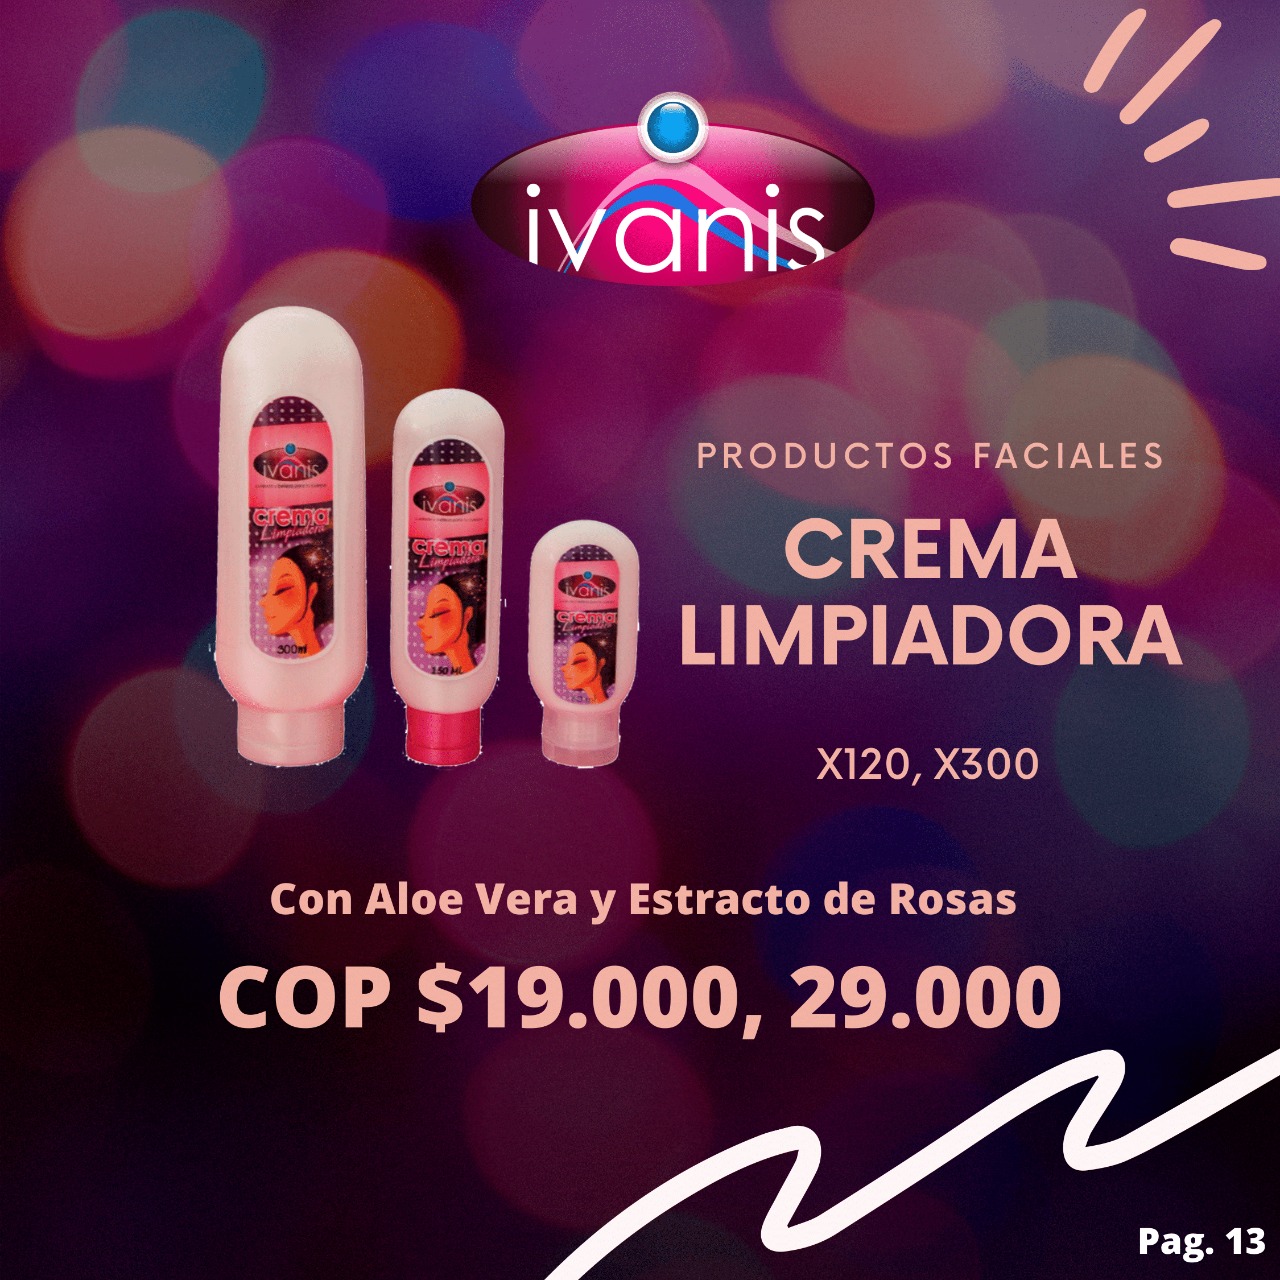 ivanis
PRODUCTOS FACIALES
CREMA
LIMPIADORA
X120, X300
ivanis
crema
Limpiadora
300ml
ivanis
crema
Limpiadora
150 ML
ivanis
crema
Limpiadora
Con Aloe Vera y Estracto de Rosas
COP $19.000, 29.000
Pag. 13